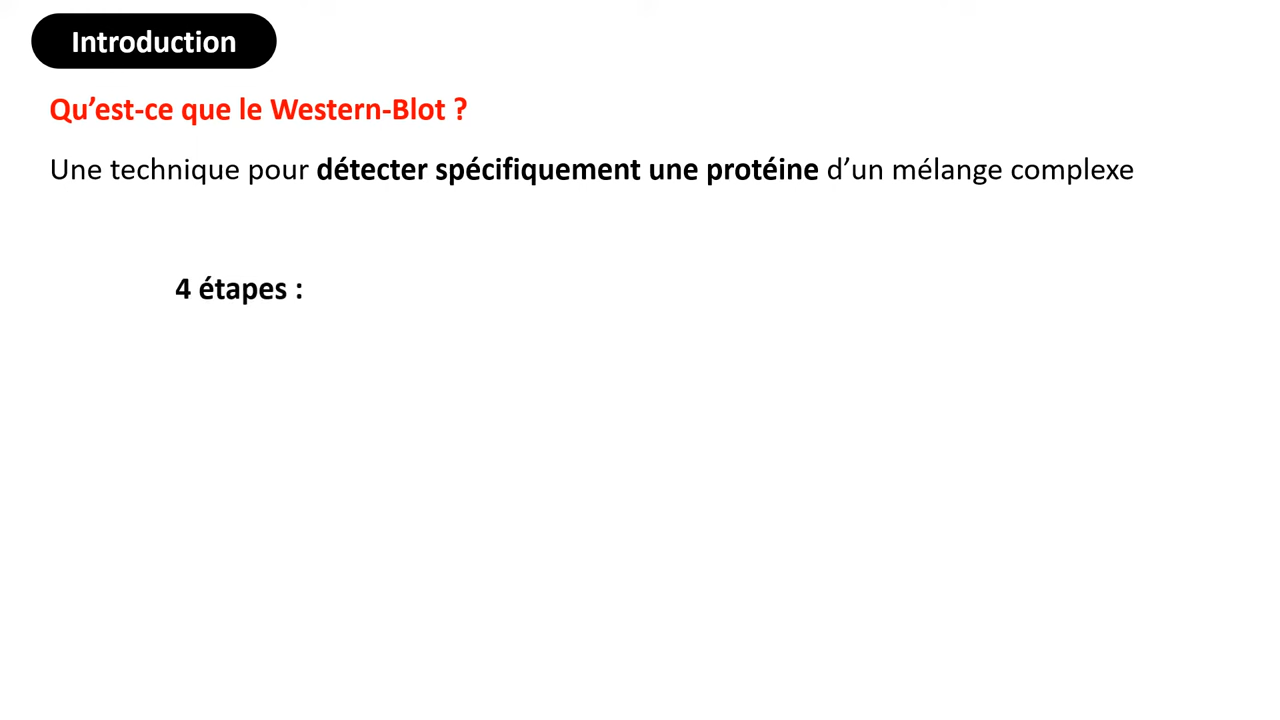 Introduction
Qu’est-ce que le Western-Blot ?
Une technique pour détecter spécifiquement une protéine d’un mélange complexe
4 étapes :